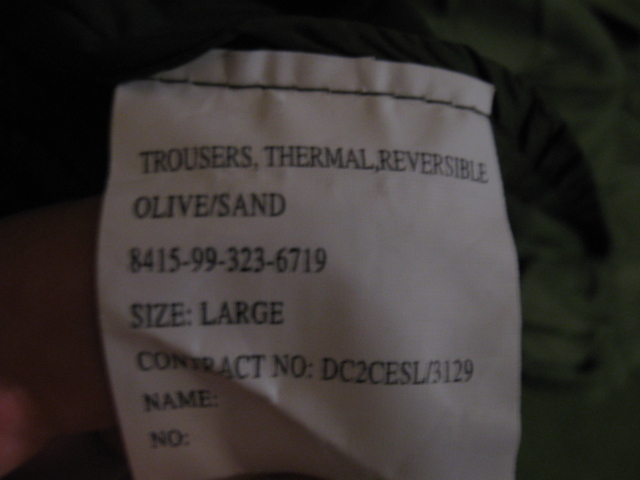 TROUSERS, THERMAL,REVERSIBLE
OLIVE/SAND
8415-99-323-6719
SIZE: LARGE
CONTRACT NO: DC2CESL/3129
NAME:
NO: